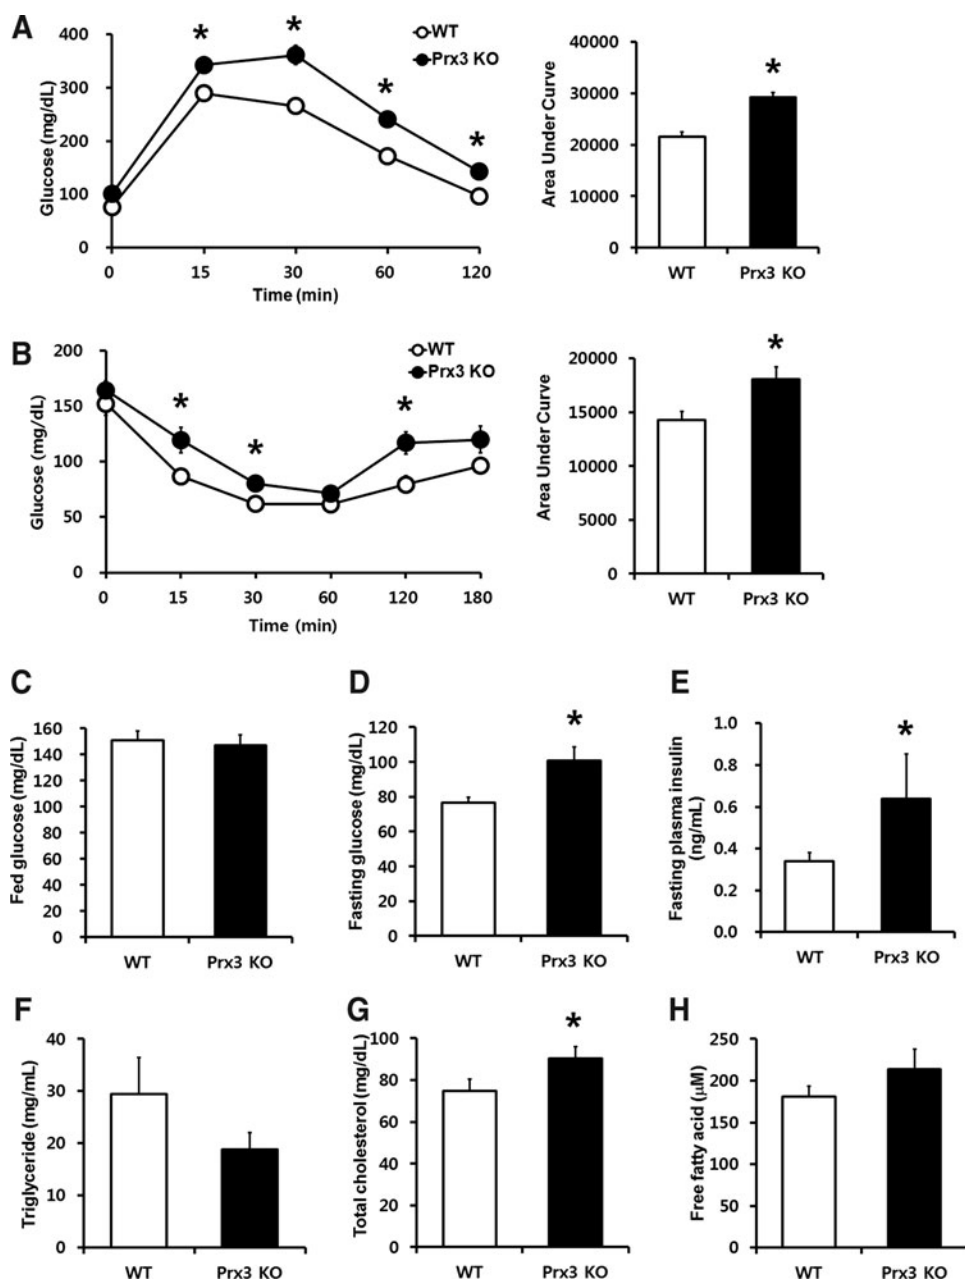 A
Glucose (mg/dL)
400
300
200
100
0
0 15 30 60 120
Time (min)
WT
Prx3 KO
* * * *
Area Under Curve
40000
30000
20000
10000
0
*
WT Prx3 KO
B
Glucose (mg/dL)
200
150
100
50
0
0 15 30 60 120 180
Time (min)
WT
Prx3 KO
* * *
Area Under Curve
20000
15000
10000
5000
0
*
WT Prx3 KO
C
Fed glucose (mg/dL)
160
140
120
100
80
60
40
20
0
WT Prx3 KO
D
Fasting glucose (mg/dL)
120
100
80
60
40
20
0
*
WT Prx3 KO
E
Fasting plasma insulin
(ng/mL)
1.0
0.8
0.6
0.4
0.2
0.0
*
WT Prx3 KO
F
Triglyceride (mg/mL)
40
30
20
10
0
WT Prx3 KO
G
Total cholesterol (mg/dL)
100
80
60
40
20
0
*
WT Prx3 KO
H
Free fatty acid (μM)
250
200
150
100
50
0
WT Prx3 KO